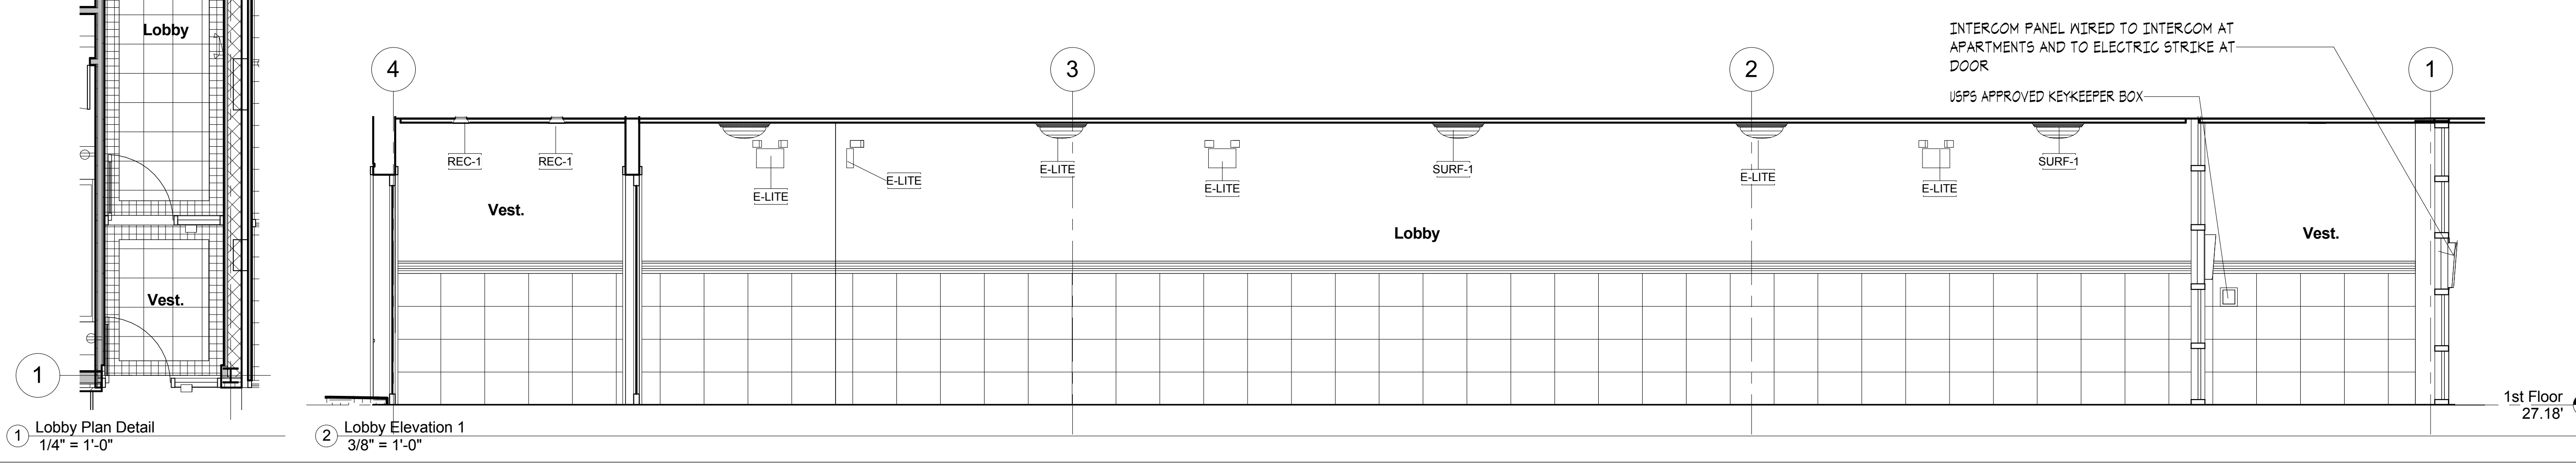 Lobby
Vest.
1
1 Lobby Plan Detail
1/4" = 1'-0"
4
3
2
1
INTERCOM PANEL WIRED TO INTERCOM AT
APARTMENTS AND TO ELECTRIC STRIKE AT
DOOR
USPS APPROVED KEYKEEPER BOX
REC-1
REC-1
E-LITE
E-LITE
E-LITE
E-LITE
SURF-1
E-LITE
E-LITE
SURF-1
Vest.
Lobby
Vest.
1st Floor
27.18'
2 Lobby Elevation 1
3/8" = 1'-0"